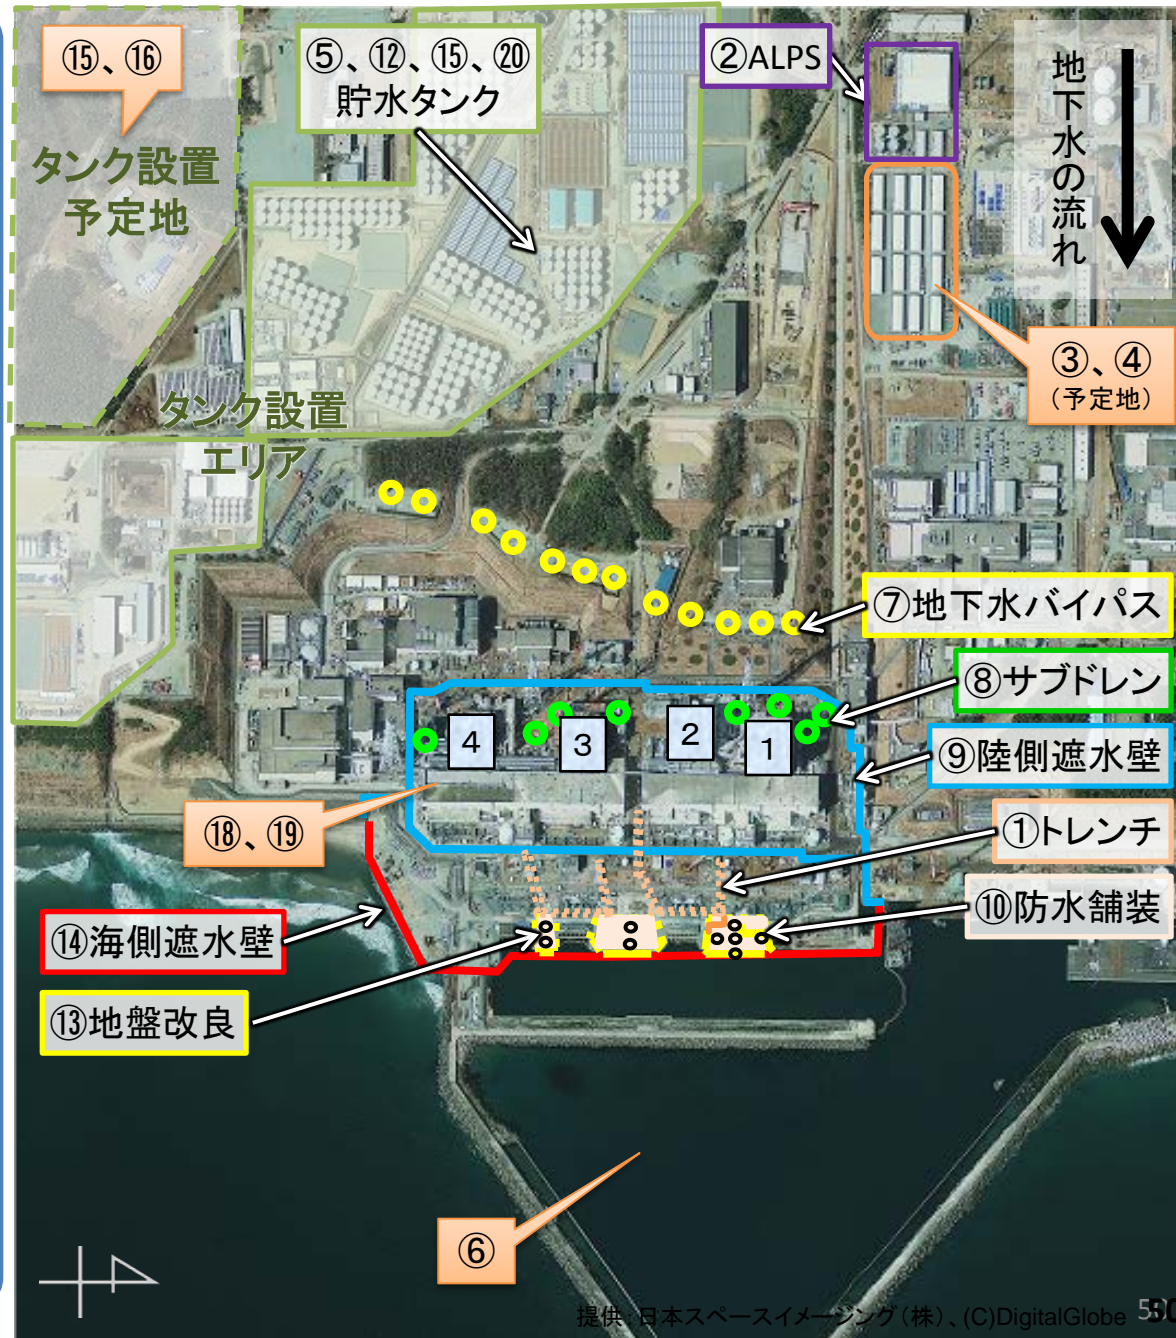 ⑮、⑯
タンク設置
予定地
⑤、⑫、⑮、⑳
貯水タンク
②ALPS
地下水の流れ
③、④
（予定地）
タンク設置
エリア
⑦地下水バイパス
⑧サブドレン
4
3
2
1
⑨陸側遮水壁
⑱、⑲
①トレンチ
⑩防水舗装
⑭海側遮水壁
⑬地盤改良
⑥
提供：日本スペースイメージング（株）、(C)DigitalGlobe